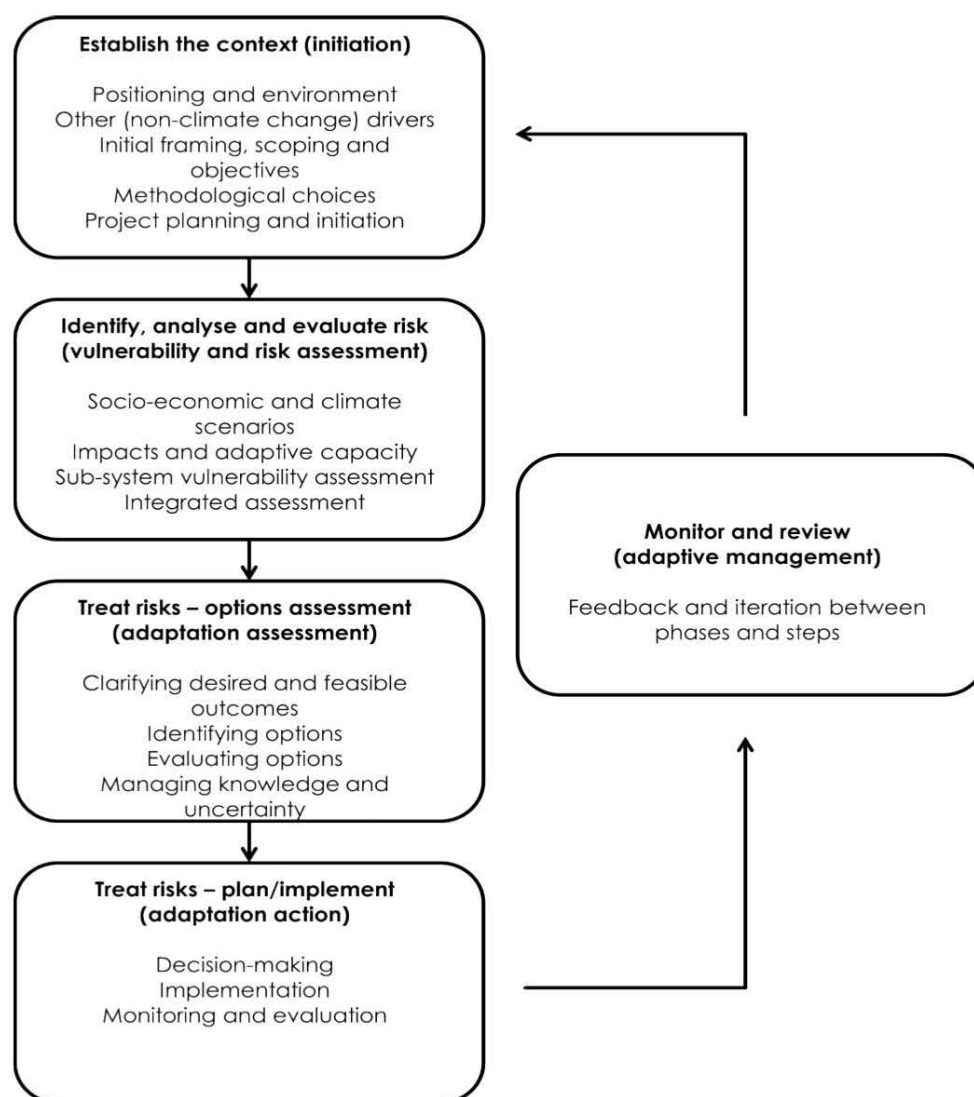 Establish the context (initiation)
Positioning and environment
Other (non-climate change) drivers
Initial framing, scoping and
objectives
Methodological choices
Project planning and initiation
Identify, analyse and evaluate risk
(vulnerability and risk assessment)
Socio-economic and climate
scenarios
Impacts and adaptive capacity
Sub-system vulnerability assessment
Integrated assessment
Treat risks – options assessment
(adaptation assessment)
Clarifying desired and feasible
outcomes
Identifying options
Evaluating options
Managing knowledge and
uncertainty
Treat risks – plan/implement
(adaptation action)
Decision-making
Implementation
Monitoring and evaluation
Monitor and review
(adaptive management)
Feedback and iteration between
phases and steps